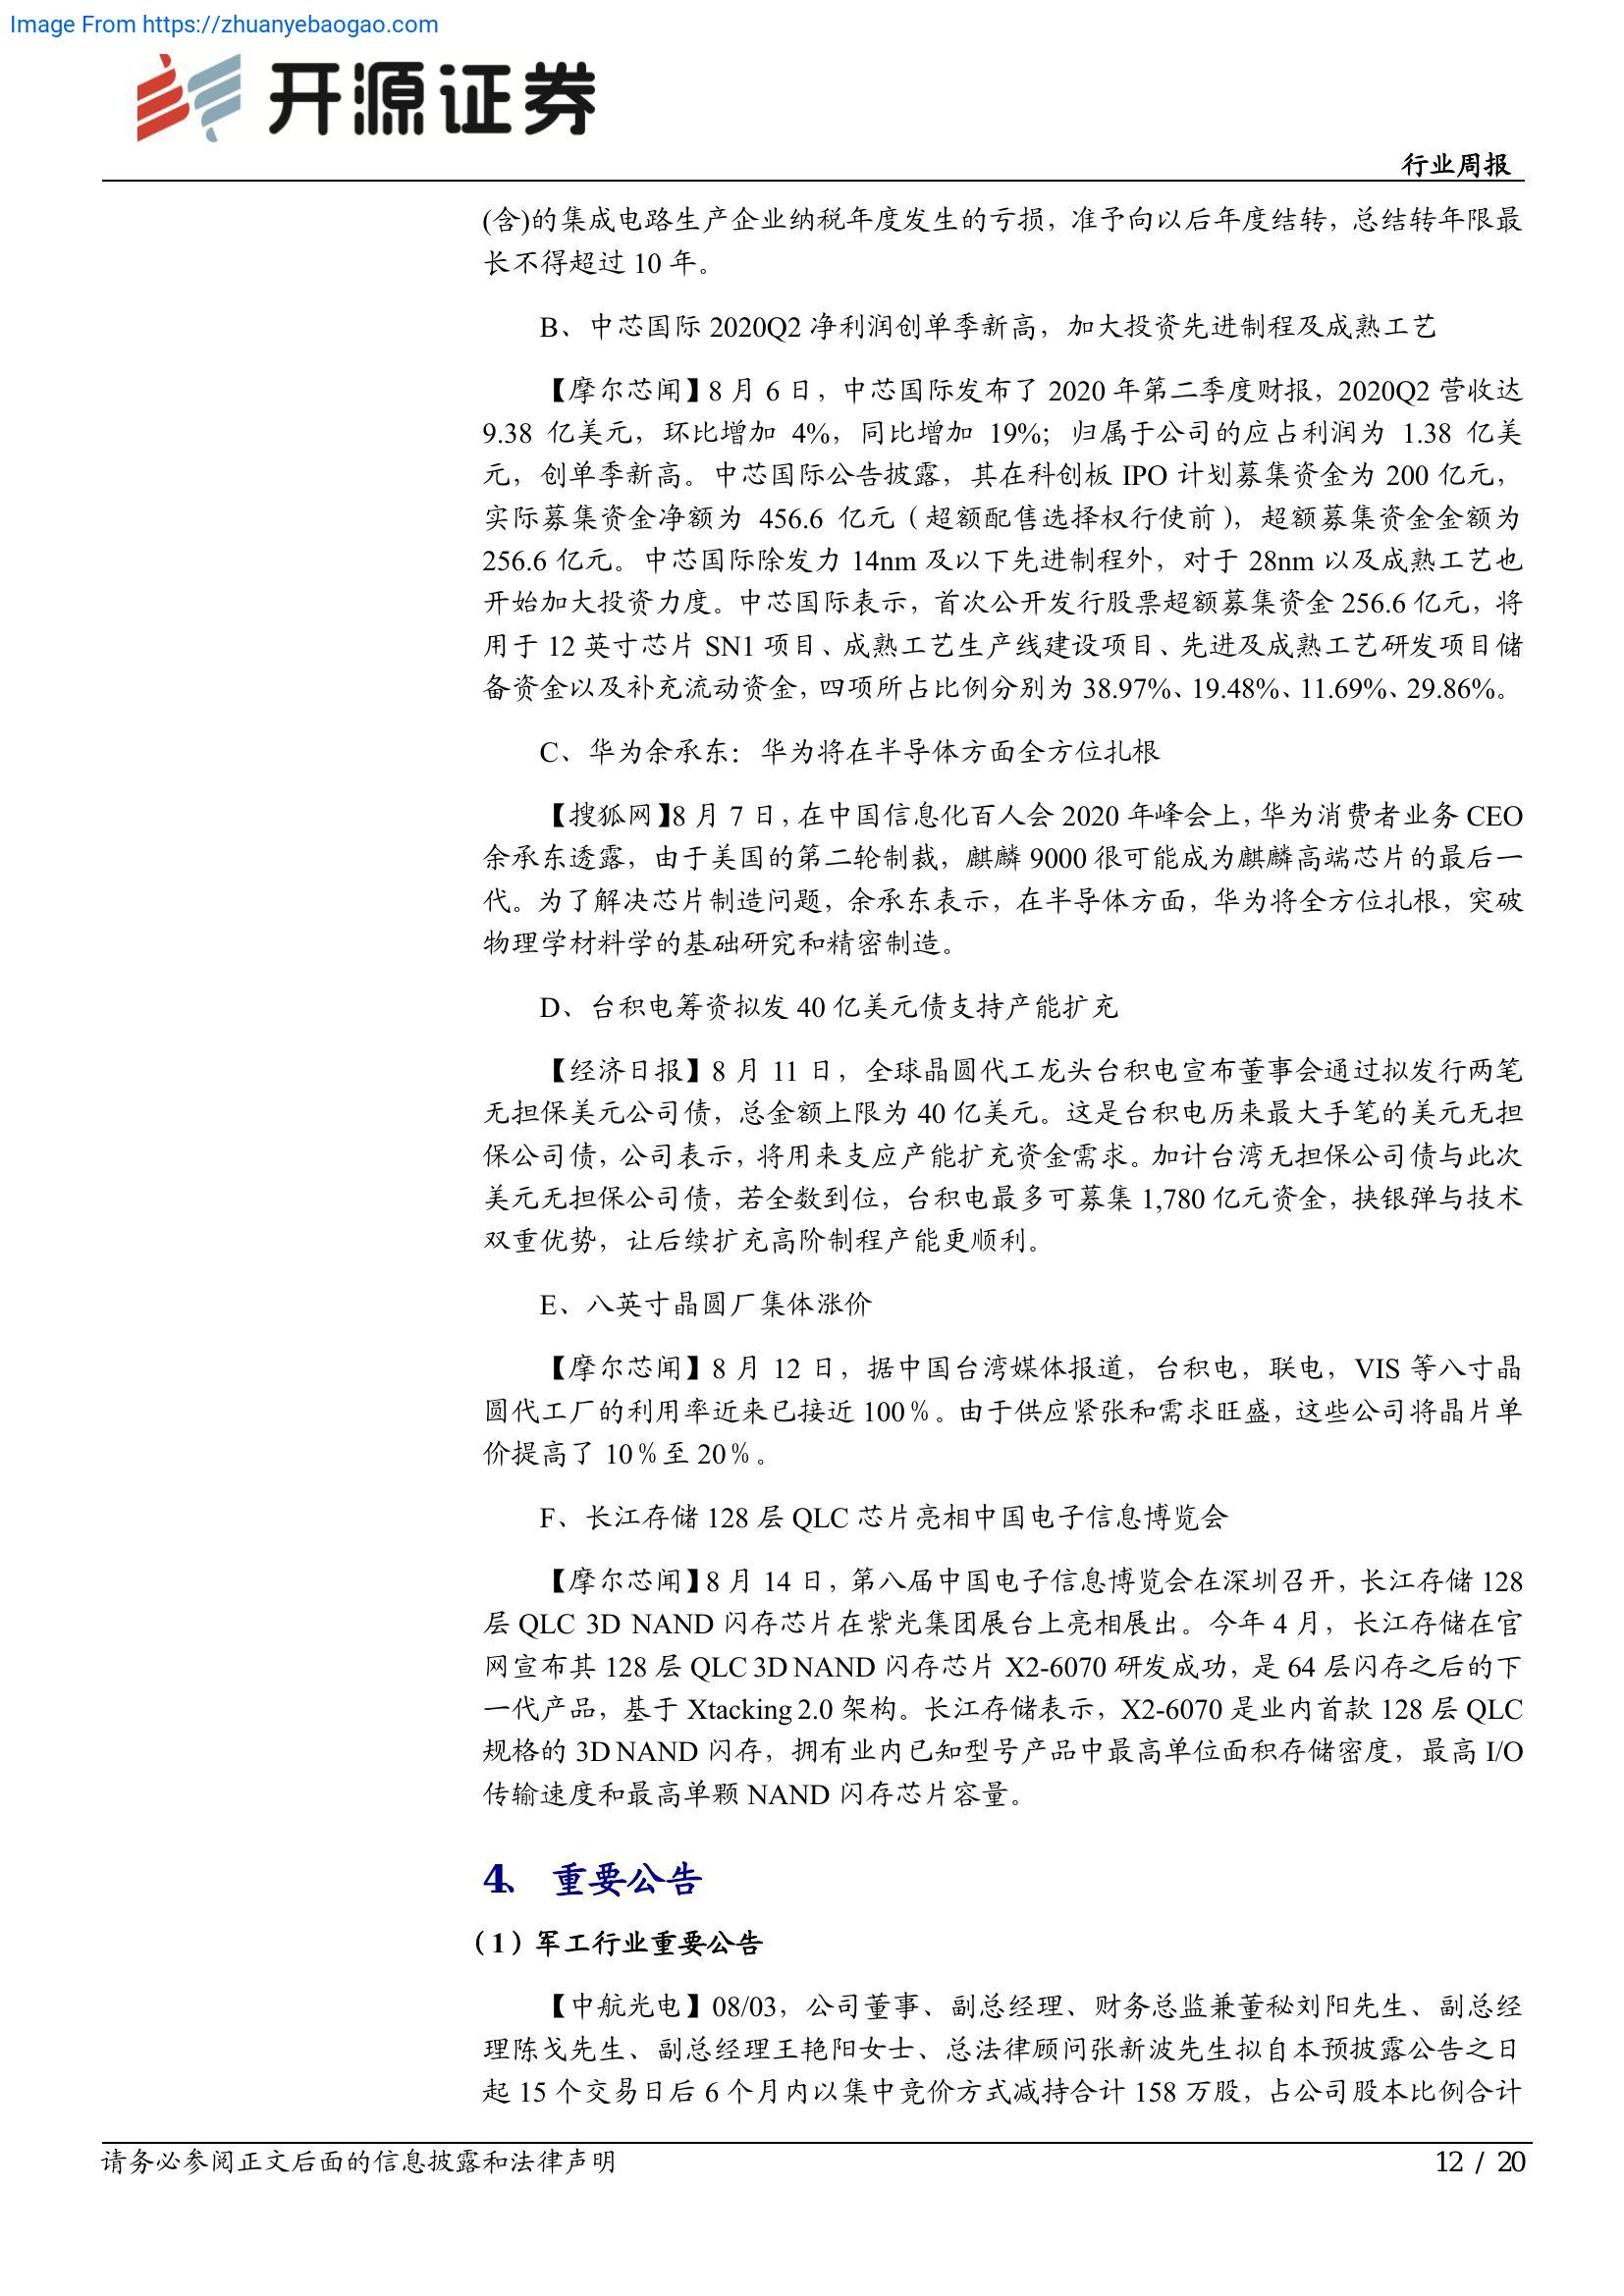 Image From https://zhuanyebaogao.com
开源证券
行业周报
(含)的集成电路生产企业纳税年度发生的亏损，准予向以后年度结转，总结转年限最
长不得超过 10 年。
B、中芯国际 2020Q2 净利润创单季新高，加大投资先进制程及成熟工艺
【摩尔芯闻】8 月 6 日，中芯国际发布了 2020 年第二季度财报，2020Q2 营收达
9.38 亿美元，环比增加 4%，同比增加 19%；归属于公司的应占利润为 1.38 亿美
元，创单季新高。中芯国际公告披露，其在科创板 IPO 计划募集资金为 200 亿元，
实际募集资金净额为 456.6 亿元（超额配售选择权行使前），超额募集资金金额为
256.6 亿元。中芯国际除发力 14nm 及以下先进制程外，对于 28nm 以及成熟工艺也
开始加大投资力度。中芯国际表示，首次公开发行股票超额募集资金 256.6 亿元，将
用于 12 英寸芯片 SN1 项目、成熟工艺生产线建设项目、先进及成熟工艺研发项目储
备资金以及补充流动资金，四项所占比例分别为 38.97%、19.48%、11.69%、29.86%。
C、华为余承东：华为将在半导体方面全方位扎根
【搜狐网】8 月 7 日，在中国信息化百人会 2020 年峰会上，华为消费者业务 CEO
余承东透露，由于美国的第二轮制裁，麒麟 9000 很可能成为麒麟高端芯片的最后一
代。为了解决芯片制造问题，余承东表示，在半导体方面，华为将全方位扎根，突破
物理学材料学的基础研究和精密制造。
D、台积电筹资拟发 40 亿美元债支持产能扩充
【经济日报】8 月 11 日，全球晶圆代工龙头台积电宣布董事会通过拟发行两笔
无担保美元公司债，总金额上限为 40 亿美元。这是台积电历来最大手笔的美元无担
保公司债，公司表示，将用来支应产能扩充资金需求。加计台湾无担保公司债与此次
美元无担保公司债，若全数到位，台积电最多可募集 1,780 亿元资金，挟银弹与技术
双重优势，让后续扩充高阶制程产能更顺利。
E、八英寸晶圆厂集体涨价
【摩尔芯闻】8 月 12 日，据中国台湾媒体报道，台积电，联电，VIS 等八寸晶
圆代工厂的利用率近来已接近 100％。由于供应紧张和需求旺盛，这些公司将晶片单
价提高了 10％至 20％。
F、长江存储 128 层 QLC 芯片亮相中国电子信息博览会
【摩尔芯闻】8 月 14 日，第八届中国电子信息博览会在深圳召开，长江存储 128
层 QLC 3D NAND 闪存芯片在紫光集团展台上亮相展出。今年 4 月，长江存储在官
网宣布其 128 层 QLC 3D NAND 闪存芯片 X2-6070 研发成功，是 64 层闪存之后的下
一代产品，基于 Xtacking 2.0 架构。长江存储表示，X2-6070 是业内首款 128 层 QLC
规格的 3D NAND 闪存，拥有业内已知型号产品中最高单位面积存储密度，最高 I/O
传输速度和最高单颗 NAND 闪存芯片容量。
4、 重要公告
（1）军工行业重要公告
【中航光电】08/03，公司董事、副总经理、财务总监兼董秘刘阳先生、副总经
理陈戈先生、副总经理王艳阳女士、总法律顾问张新波先生拟自本预披露公告之日
起 15 个交易日后 6 个月内以集中竞价方式减持合计 158 万股，占公司股本比例合计
请务必参阅正文后面的信息披露和法律声明
12 / 20